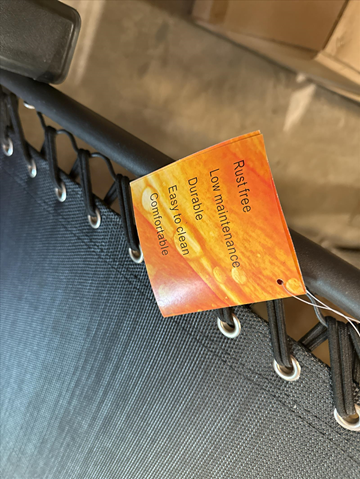 Rust free
Low maintenance
Durable
Easy to clean
Comfortable